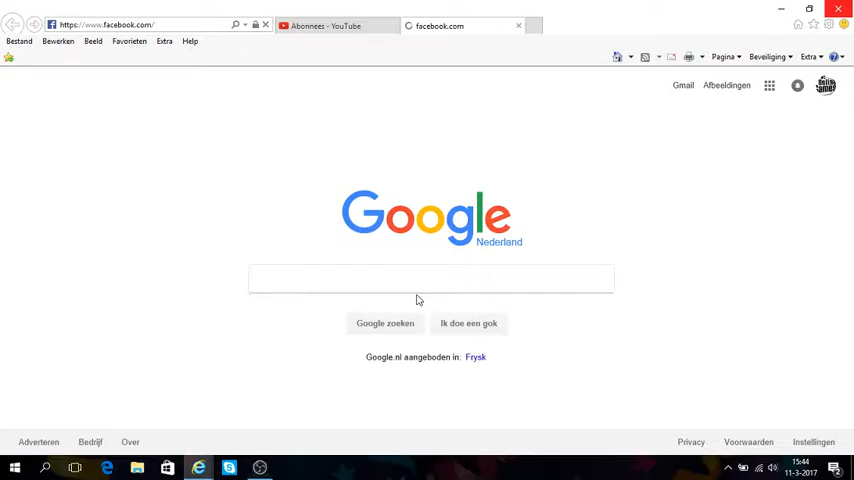 https://www.facebook.com/
Abonnees - YouTube
facebook.com
Bestand Bewerken Beeld Favorieten Extra Help
Pagina Beveiliging Extra
Gmail Afbeeldingen
Google
Nederland
Google zoeken Ik doe een gok
Google.nl aangeboden in: Frysk
Adverteren Bedrijf Over Privacy Voorwaarden Instellingen
15:44
11-3-2017
2